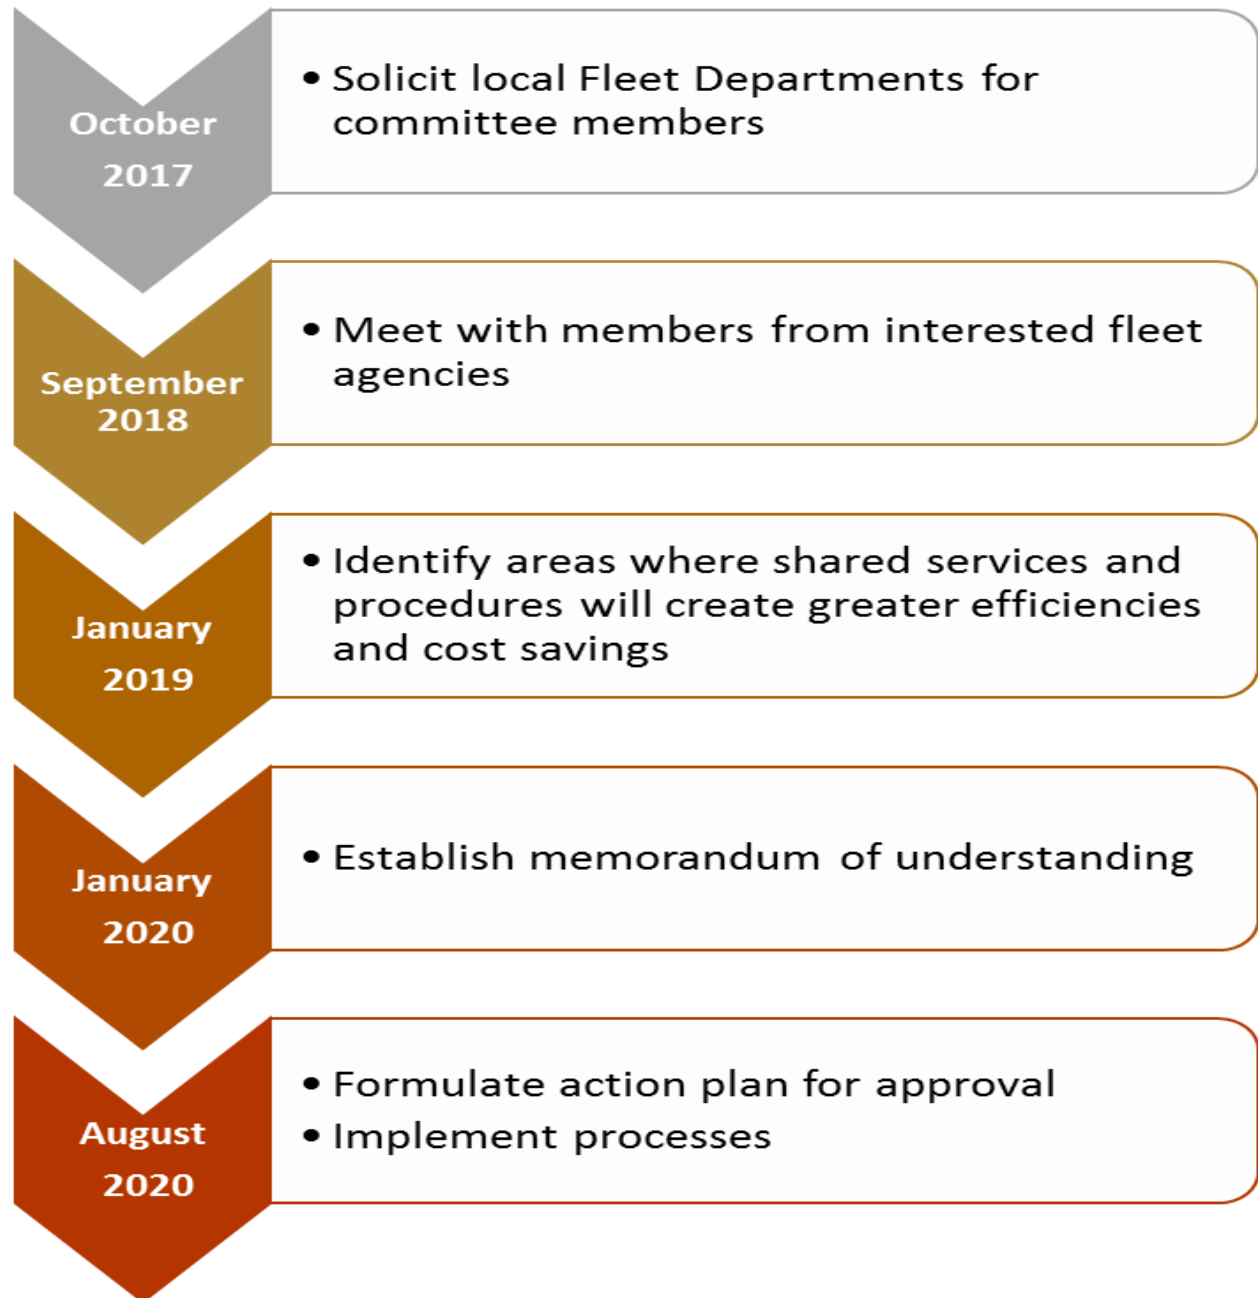 October
2017
• Solicit local Fleet Departments for
committee members
September
2018
• Meet with members from interested fleet
agencies
January
2019
• Identify areas where shared services and
procedures will create greater efficiencies
and cost savings
January
2020
• Establish memorandum of understanding
August
2020
• Formulate action plan for approval
• Implement processes